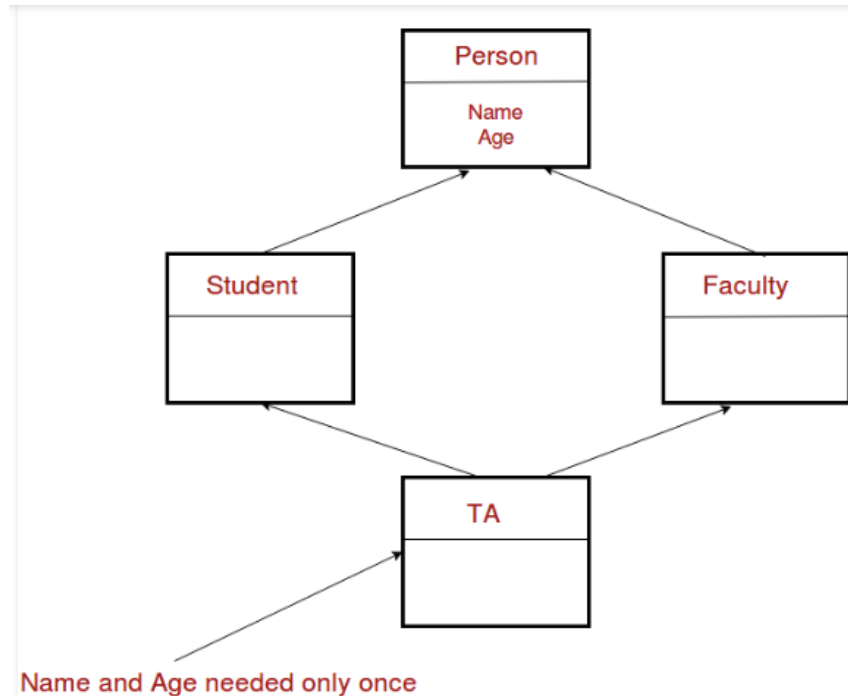 Person
Name
Age
Student
Faculty
TA
Name and Age needed only once